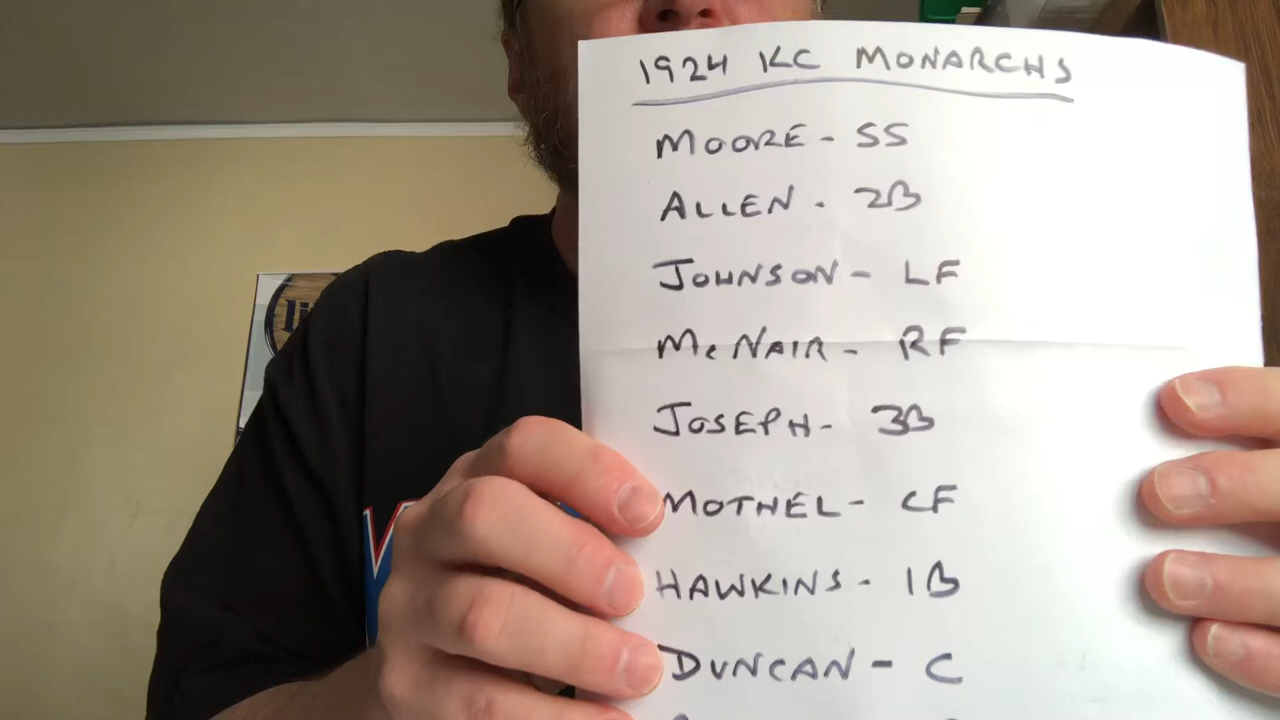 1924 KC MONARCHS
MOORE - SS
ALLEN - 2B
JOHNSON - LF
McNAIR - RF
JOSEPH - 3B
MOTHEL - CF
HAWKINS - 1B
DUNCAN - C